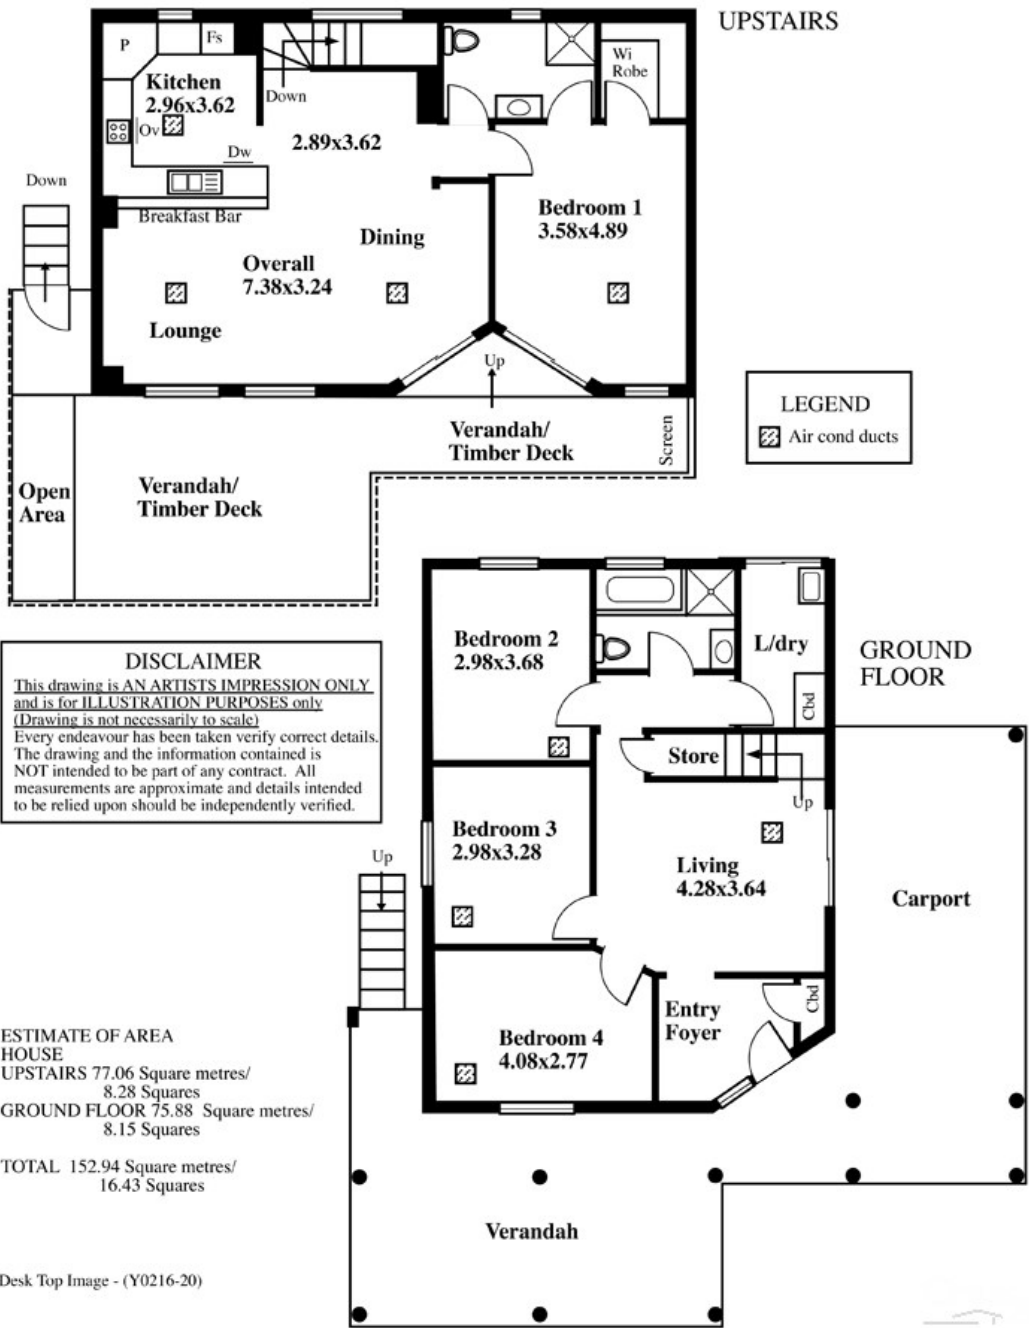 UPSTAIRS
P
Fs
Wi
Robe
Kitchen
2.96x3.62
Down
Ov
2.89x3.62
Dw
Down
Breakfast Bar
Bedroom 1
3.58x4.89
Dining
Overall
7.38x3.24
Lounge
Up
LEGEND
Air cond ducts
Verandah/
Timber Deck
Screen
Open
Area
Verandah/
Timber Deck
GROUND
FLOOR
Bedroom 2
2.98x3.68
L/dry
Cbd
Store
Up
DISCLAIMER
This drawing is AN ARTISTS IMPRESSION ONLY
and is for ILLUSTRATION PURPOSES only
(Drawing is not necessarily to scale)
Every endeavour has been taken verify correct details.
The drawing and the information contained is
NOT intended to be part of any contract. All
measurements are approximate and details intended
to be relied upon should be independently verified.
Bedroom 3
2.98x3.28
Up
Living
4.28x3.64
Carport
Cbd
Entry
Foyer
Bedroom 4
4.08x2.77
ESTIMATE OF AREA
HOUSE
UPSTAIRS 77.06 Square metres/
8.28 Squares
GROUND FLOOR 75.88 Square metres/
8.15 Squares
TOTAL 152.94 Square metres/
16.43 Squares
Verandah
Desk Top Image - (Y0216-20)